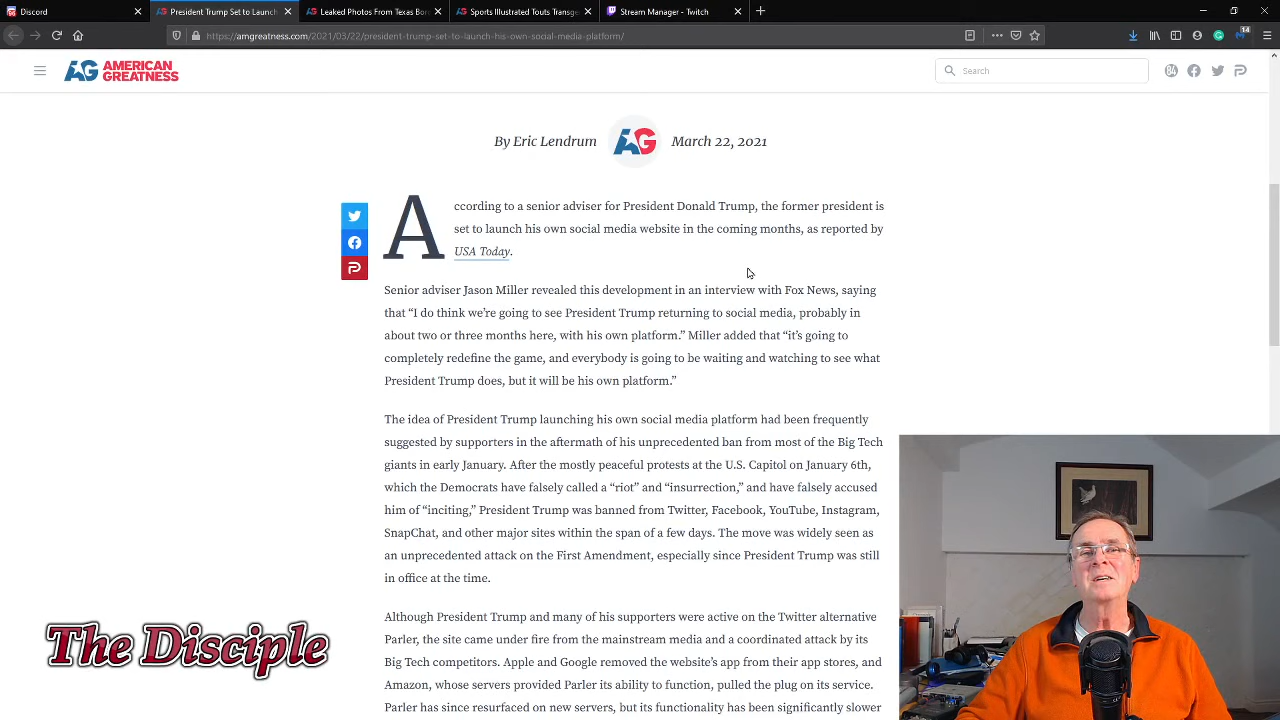 Discord
President Trump Set to Launch
Leaked Photos From Texas Bor
Sports Illustrated Touts Transge
Stream Manager - Twitch
https://amgreatness.com/2021/03/22/president-trump-set-to-launch-his-own-social-media-platform/
14
AG AMERICAN GREATNESS
Search
By Eric Lendrum
AG
March 22, 2021
According to a senior adviser for President Donald Trump, the former president is
set to launch his own social media website in the coming months, as reported by
USA Today.
Senior adviser Jason Miller revealed this development in an interview with Fox News, saying
that “I do think we’re going to see President Trump returning to social media, probably in
about two or three months here, with his own platform.” Miller added that “it’s going to
completely redefine the game, and everybody is going to be waiting and watching to see what
President Trump does, but it will be his own platform.”
The idea of President Trump launching his own social media platform had been frequently
suggested by supporters in the aftermath of his unprecedented ban from most of the Big Tech
giants in early January. After the mostly peaceful protests at the U.S. Capitol on January 6th,
which the Democrats have falsely called a “riot” and “insurrection,” and have falsely accused
him of “inciting,” President Trump was banned from Twitter, Facebook, YouTube, Instagram,
SnapChat, and other major sites within the span of a few days. The move was widely seen as
an unprecedented attack on the First Amendment, especially since President Trump was still
in office at the time.
Although President Trump and many of his supporters were active on the Twitter alternative
Parler, the site came under fire from the mainstream media and a coordinated attack by its
Big Tech competitors. Apple and Google removed the website’s app from their app stores, and
Amazon, whose servers provided Parler its ability to function, pulled the plug on its service.
Parler has since resurfaced on new servers, but its functionality has been significantly slower
The Disciple